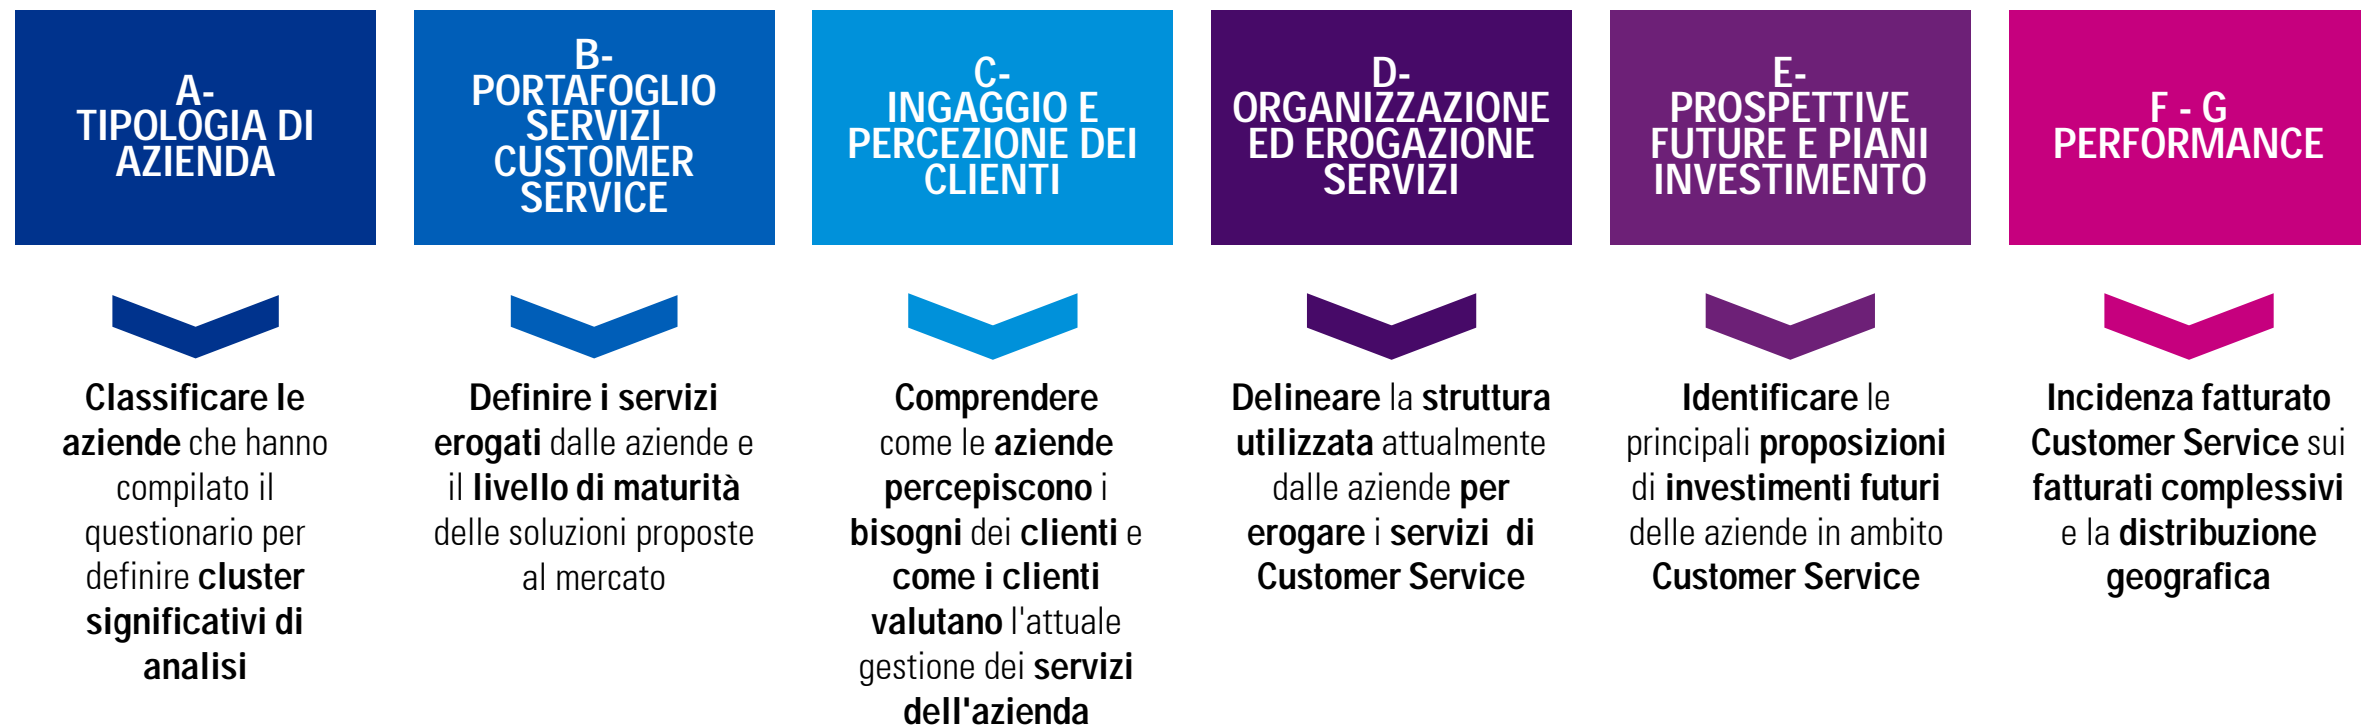 A-
TIPOLOGIA DI
AZIENDA
Classificare le
aziende che hanno
compilato il
questionario per
definire cluster
significativi di
analisi
B-
PORTAFOGLIO
SERVIZI
CUSTOMER
SERVICE
Definire i servizi
erogati dalle aziende e
il livello di maturità
delle soluzioni proposte
al mercato
C-
INGAGGIO E
PERCEZIONE DEI
CLIENTI
Comprendere
come le aziende
percepiscono i
bisogni dei clienti e
come i clienti
valutano l'attuale
gestione dei servizi
dell'azienda
D-
ORGANIZZAZIONE
ED EROGAZIONE
SERVIZI
Delineare la struttura
utilizzata attualmente
dalle aziende per
erogare i servizi di
Customer Service
E-
PROSPETTIVE
FUTURE E PIANI
INVESTIMENTO
Identificare le
principali proposizioni
di investimenti futuri
delle aziende in ambito
Customer Service
F - G
PERFORMANCE
Incidenza fatturato
Customer Service sui
fatturati complessivi
e la distribuzione
geografica